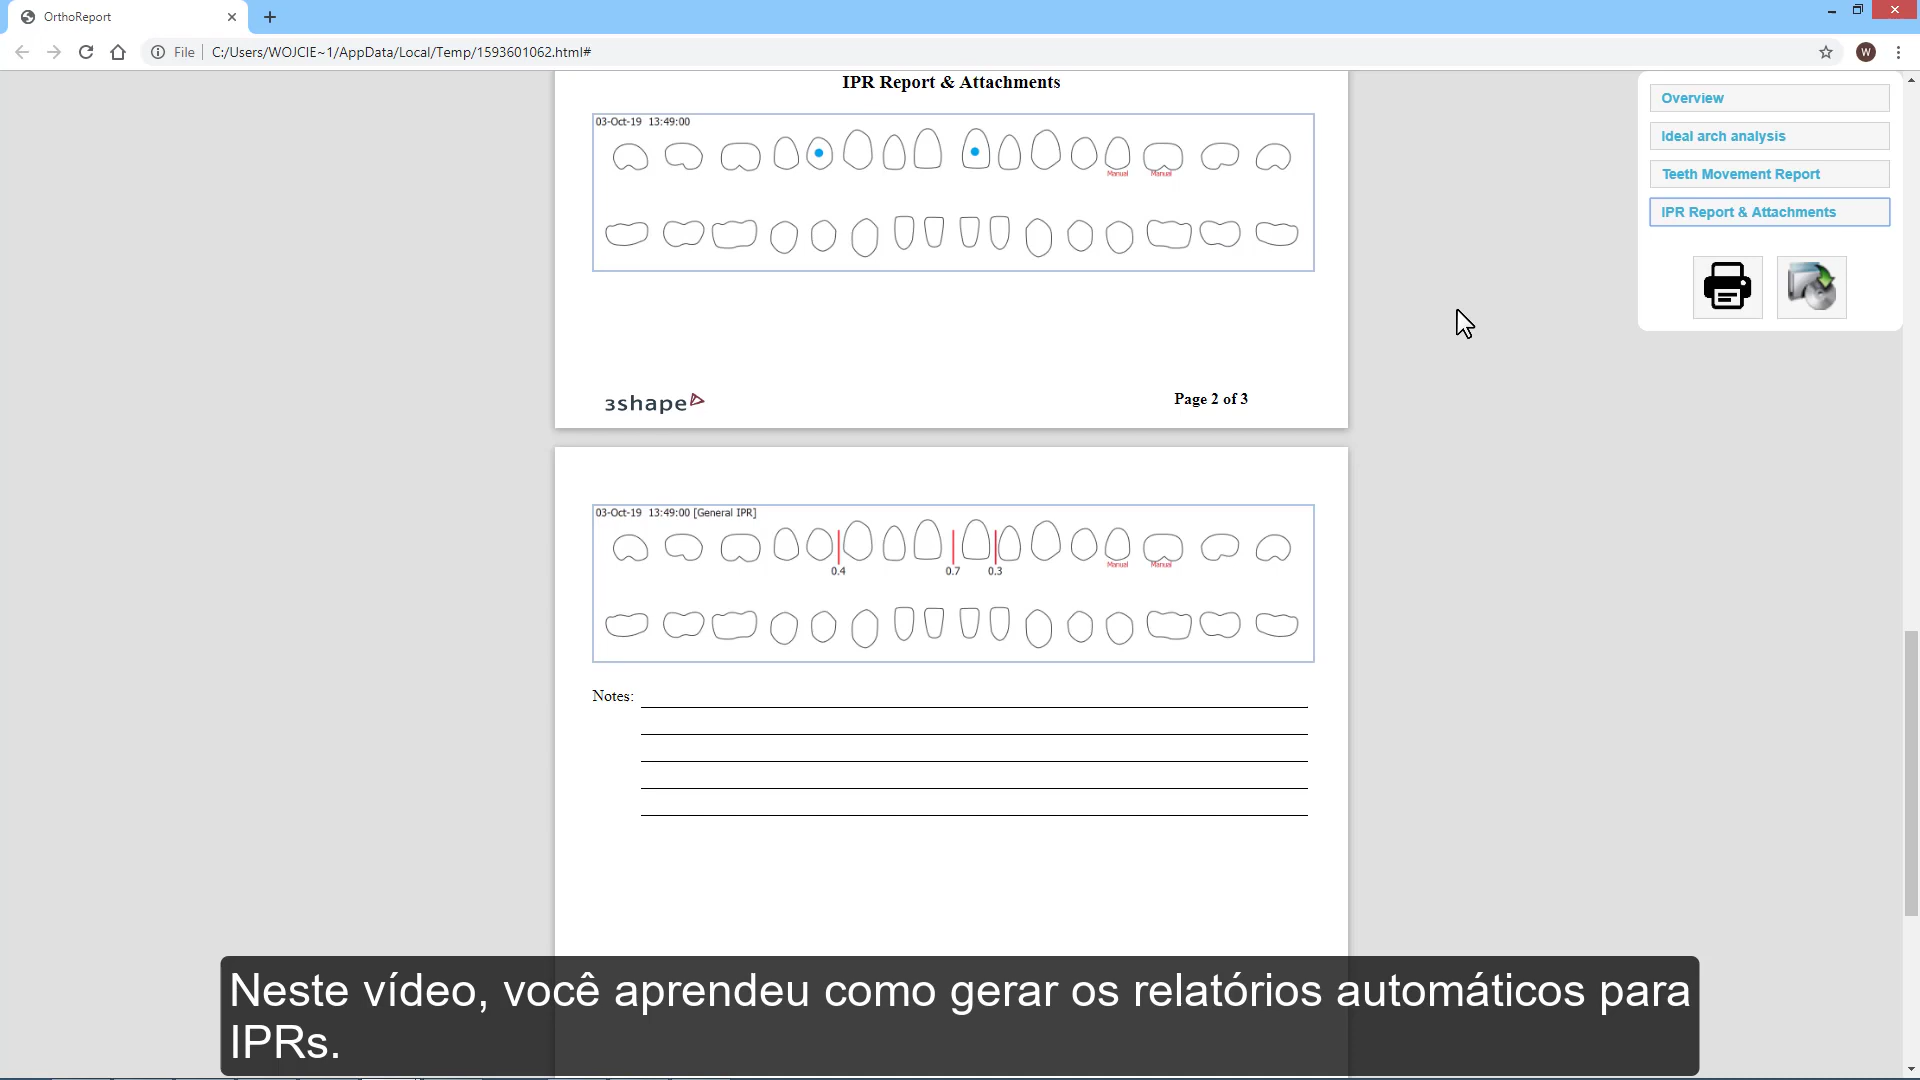 OrthoReport
W
File
C:/Users/WOJCIE~1/AppData/Local/Temp/1593601062.html#
Overview
Ideal arch analysis
Teeth Movement Report
IPR Report & Attachments
IPR Report & Attachments
03-Oct-19 13:49:00
Manual Manual
3shape
Page 2 of 3
03-Oct-19 13:49:00 [General IPR]
0.4 0.7 0.3 Manual Manual
Notes:
Neste vídeo, você aprendeu como gerar os relatórios automáticos para
IPRs.